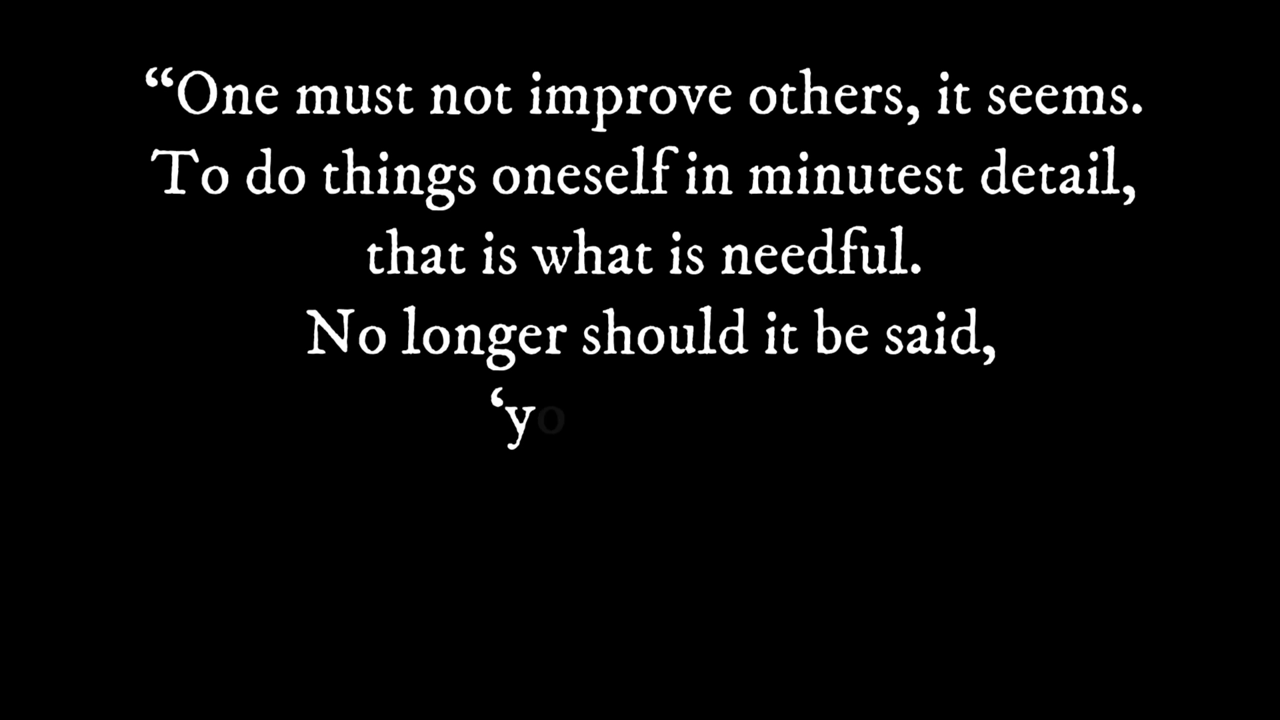 “One must not improve others, it seems.
To do things oneself in minutest detail,
that is what is needful.
No longer should it be said,
‘yo